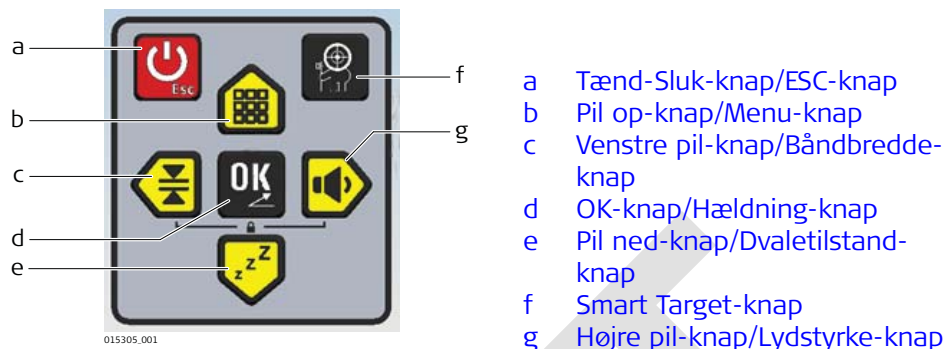 a
b
c
d
e
f
g
Esc
OK
z z Z
015305_001
a Tænd-Sluk-knap/ESC-knap
b Pil op-knap/Menu-knap
c Venstre pil-knap/Båndbredde-
knap
d OK-knap/Hældning-knap
e Pil ned-knap/Dvaletilstand-
knap
f Smart Target-knap
g Højre pil-knap/Lydstyrke-knap